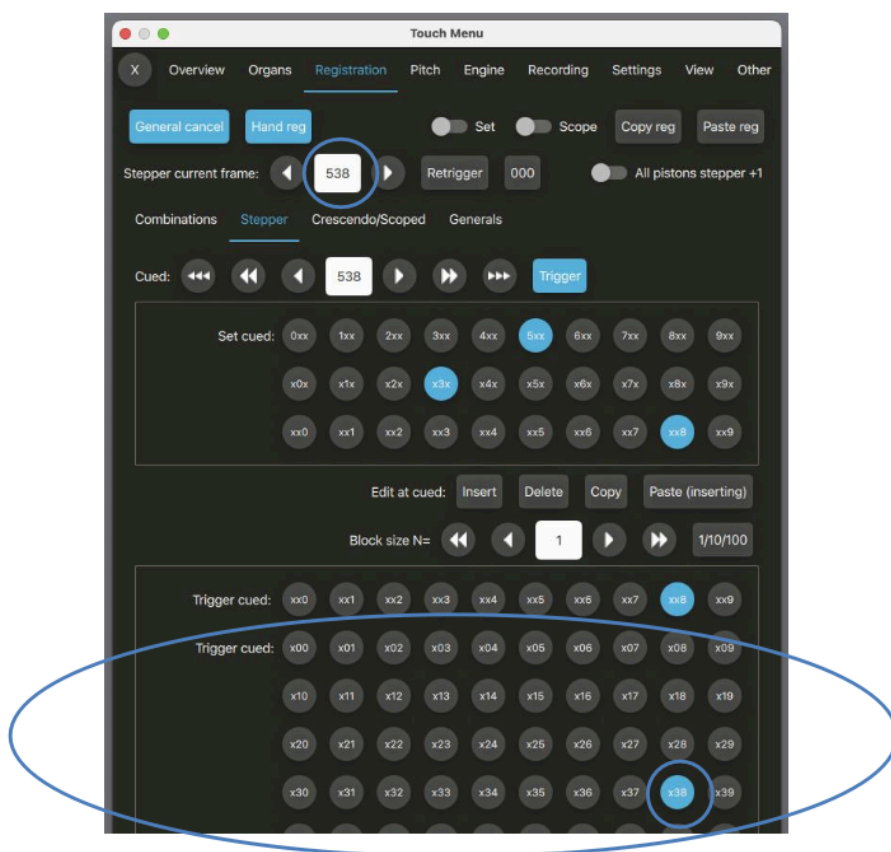 Touch Menu
X Overview Organs Registration Pitch Engine Recording Settings View Other
General cancel Hand reg Set Scope Copy reg Paste reg
Stepper current frame: 538 Retrigger 000 All pistons stepper +1
Combinations Stepper Crescendo/Scoped Generals
Cued: 538 Trigger
Set cued: 0xx 1xx 2xx 3xx 4xx 5xx 6xx 7xx 8xx 9xx
x0x x1x x2x x3x x4x x5x x6x x7x x8x x9x
xx0 xx1 xx2 xx3 xx4 xx5 xx6 xx7 xx8 xx9
Edit at cued: Insert Delete Copy Paste (inserting)
Block size N= 1 1/10/100
Trigger cued: xx0 xx1 xx2 xx3 xx4 xx5 xx6 xx7 xx8 xx9
Trigger cued: x00 x01 x02 x03 x04 x05 x06 x07 x08 x09
x10 x11 x12 x13 x14 x15 x16 x17 x18 x19
x20 x21 x22 x23 x24 x25 x26 x27 x28 x29
x30 x31 x32 x33 x34 x35 x36 x37 x38 x39